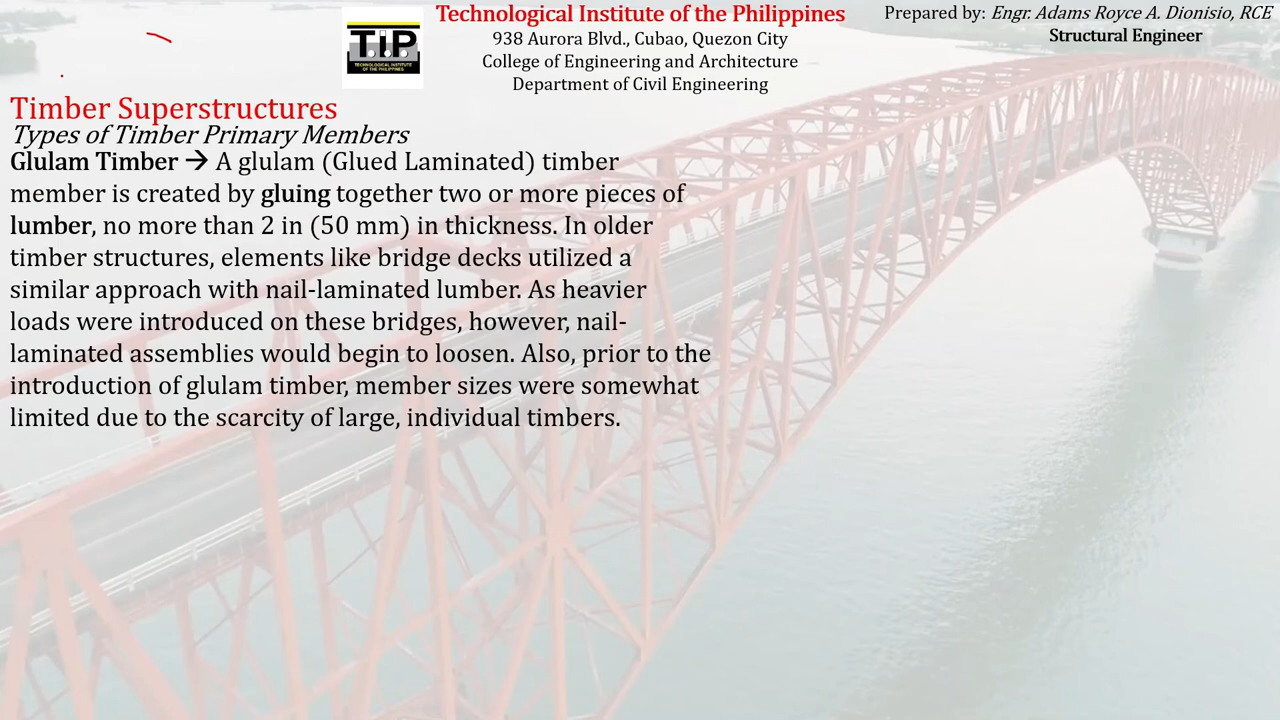 Technological Institute of the Philippines
938 Aurora Blvd., Cubao, Quezon City
College of Engineering and Architecture
Department of Civil Engineering
Prepared by: Engr. Adams Royce A. Dionisio, RCE
Structural Engineer
TiP
TECHNOLOGICAL INSTITUTE
OF THE PHILIPPINES
Timber Superstructures
Types of Timber Primary Members
Glulam Timber → A glulam (Glued Laminated) timber
member is created by gluing together two or more pieces of
lumber, no more than 2 in (50 mm) in thickness. In older
timber structures, elements like bridge decks utilized a
similar approach with nail-laminated lumber. As heavier
loads were introduced on these bridges, however, nail-
laminated assemblies would begin to loosen. Also, prior to the
introduction of glulam timber, member sizes were somewhat
limited due to the scarcity of large, individual timbers.